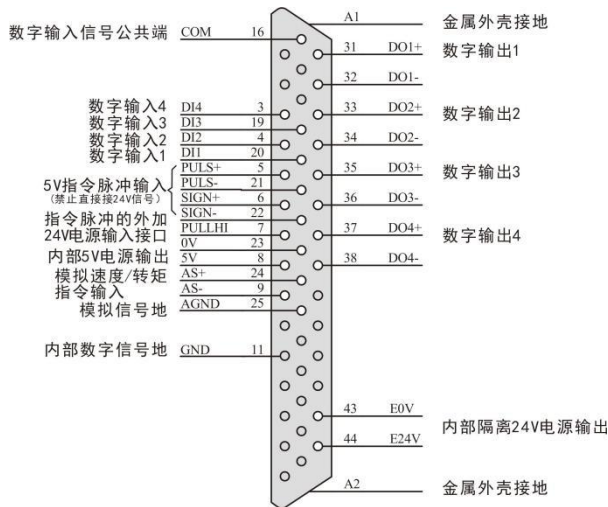 A1 金属外壳接地
数字输入信号公共端 COM 16
31 DO1+ 数字输出1
32 DO1-
数字输入4 DI4 3
33 DO2+ 数字输出2
数字输入3 DI3 19
数字输入2 DI2 4
34 DO2-
数字输入1 DI1 20
PULS+ 5
35 DO3+ 数字输出3
5V指令脉冲输入 PULS- 21
(禁止直接接24V信号) SIGN+ 6
36 DO3-
指令脉冲的外加 SIGN- 22
24V电源输入接口 PULLHI 7
37 DO4+ 数字输出4
0V 23
内部5V电源输出 5V 8
38 DO4-
模拟速度/转矩 AS+ 24
指令输入 AS- 9
模拟信号地 AGND 25
内部数字信号地 GND 11
43 E0V
内部隔离24V电源输出
44 E24V
A2 金属外壳接地